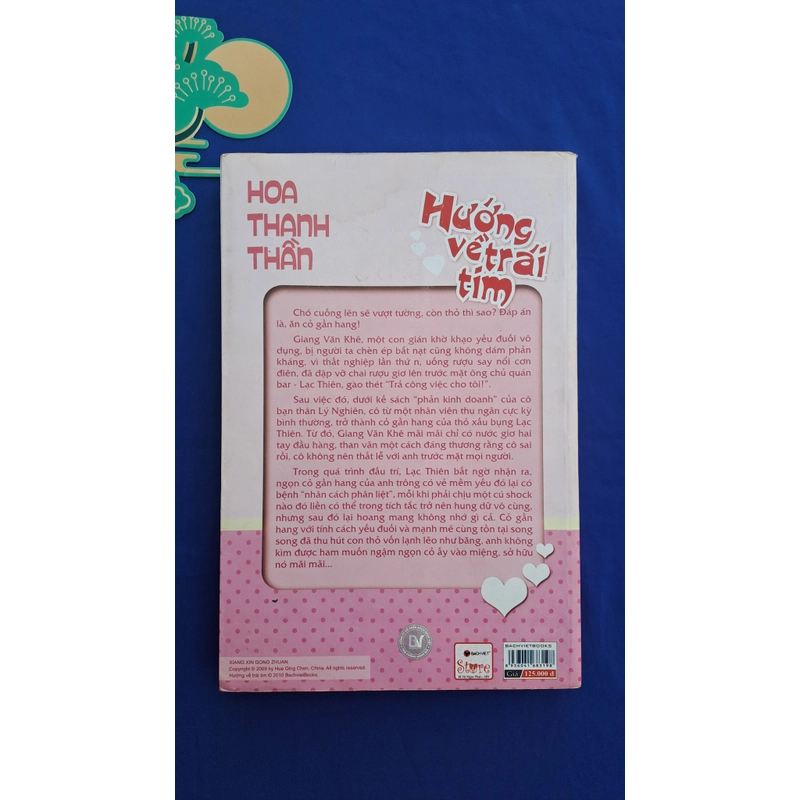 HOA
THANH
THẦN
Hướng
về trái
tim
Chó cuống lên sẽ vượt tường, còn thỏ thì sao? Đáp án
là, ăn cỏ gần hang!
Giang Văn Khê, một con gián khờ khạo yếu đuối vô
dụng, bị người ta chèn ép bắt nạt cũng không dám phản
kháng, vì thất nghiệp lần thứ n, uống rượu say nổi cơn
điên, đã đập vỡ chai rượu giơ lên trước mặt ông chủ quán
bar - Lạc Thiên, gào thét “Trả công việc cho tôi!”.
Sau việc đó, dưới kế sách “phản kinh doanh” của cô
bạn thân Lý Nghiên, cô từ một nhân viên thu ngân cực kỳ
bình thường, trở thành cỏ gần hang của thỏ xấu bụng Lạc
Thiên. Từ đó, Giang Văn Khê mãi mãi chỉ có nước giơ hai
tay đầu hàng, than vãn một cách đáng thương rằng cô sai
rồi, cô không nên thất lễ với anh trước mặt mọi người.
Trong quá trình đấu trí, Lạc Thiên bất ngờ nhận ra,
ngọn cỏ gần hang của anh trông có vẻ mềm yếu đó lại có
bệnh “nhân cách phân liệt”, mỗi khi phải chịu một cú shock
nào đó liền có thể trong tích tắc trở nên hung dữ vô cùng,
nhưng sau đó lại hoang mang không nhớ gì cả. Cỏ gần
hang với tính cách yếu đuối và mạnh mẽ cùng tồn tại song
song đã thu hút con thỏ vốn lạnh lẽo như băng, anh không
kìm được ham muốn ngậm ngọn cỏ ấy vào miệng, sở hữu
nó mãi mãi...
XIANG XIN GONG ZHUAN
Copyright © 2009 by Hua Qing Chen, China. All rights reserved.
Hướng về trái tim © 2010 BachvietBooks.
BACHVIET
Store
BACHVIETBOOKS
Giá: 125.000 đ